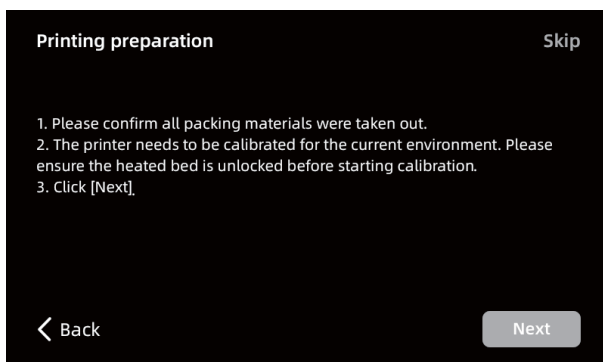 Printing preparation
Skip
1. Please confirm all packing materials were taken out.
2. The printer needs to be calibrated for the current environment. Please
ensure the heated bed is unlocked before starting calibration.
3. Click [Next].
Back
Next